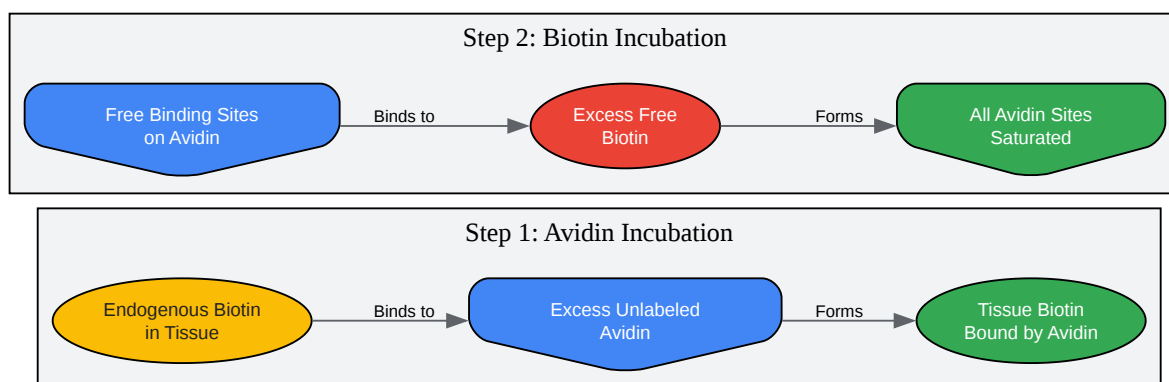 Step 2: Biotin Incubation
Free Binding Sites
on Avidin
Binds to
Excess Free
Biotin
Forms
All Avidin Sites
Saturated
Step 1: Avidin Incubation
Endogenous Biotin
in Tissue
Binds to
Excess Unlabeled
Avidin
Forms
Tissue Biotin
Bound by Avidin